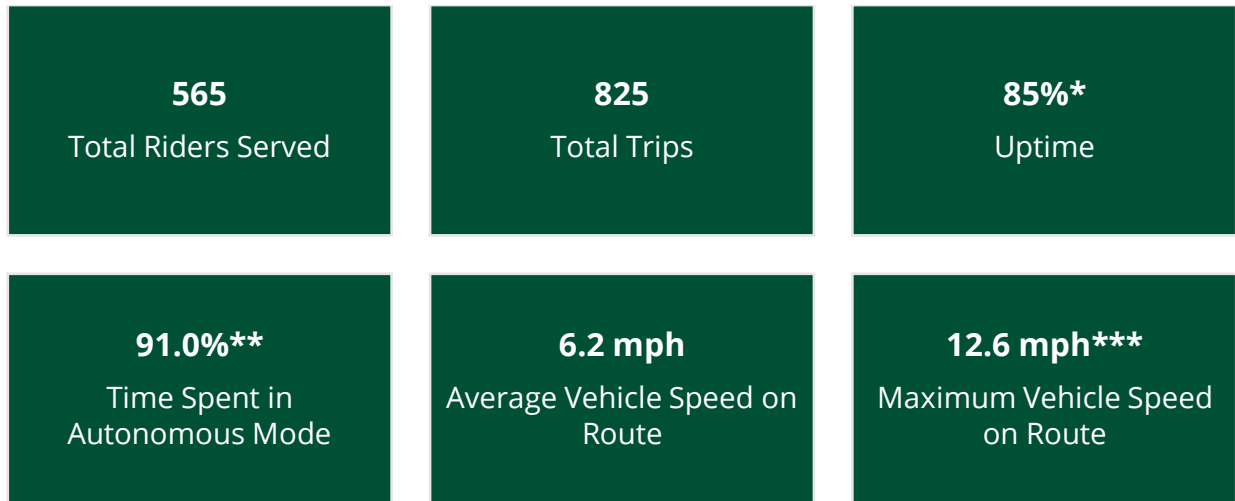 565
Total Riders Served
825
Total Trips
85%*
Uptime
91.0%**
Time Spent in
Autonomous Mode
6.2 mph
Average Vehicle Speed on
Route
12.6 mph***
Maximum Vehicle Speed
on Route